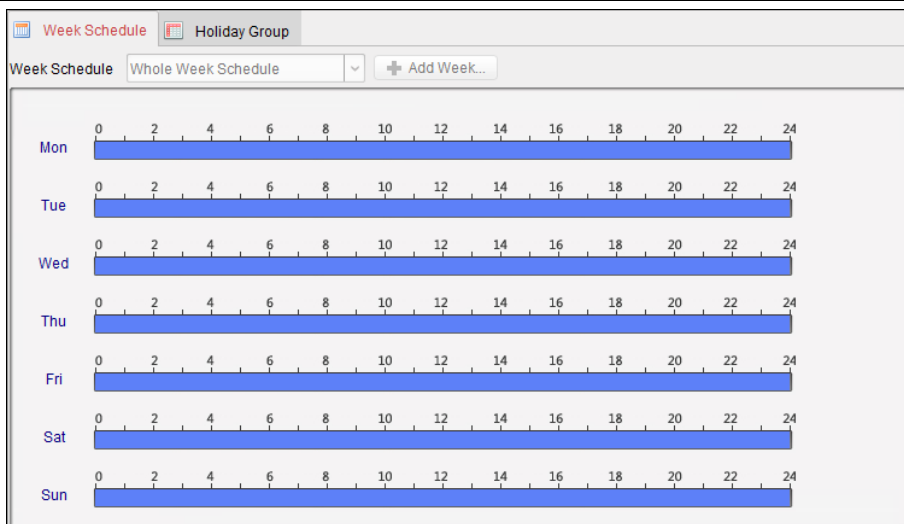 Week Schedule Holiday Group
Week Schedule Whole Week Schedule Add Week...
0 2 4 6 8 10 12 14 16 18 20 22 24
Mon
0 2 4 6 8 10 12 14 16 18 20 22 24
Tue
0 2 4 6 8 10 12 14 16 18 20 22 24
Wed
0 2 4 6 8 10 12 14 16 18 20 22 24
Thu
0 2 4 6 8 10 12 14 16 18 20 22 24
Fri
0 2 4 6 8 10 12 14 16 18 20 22 24
Sat
0 2 4 6 8 10 12 14 16 18 20 22 24
Sun